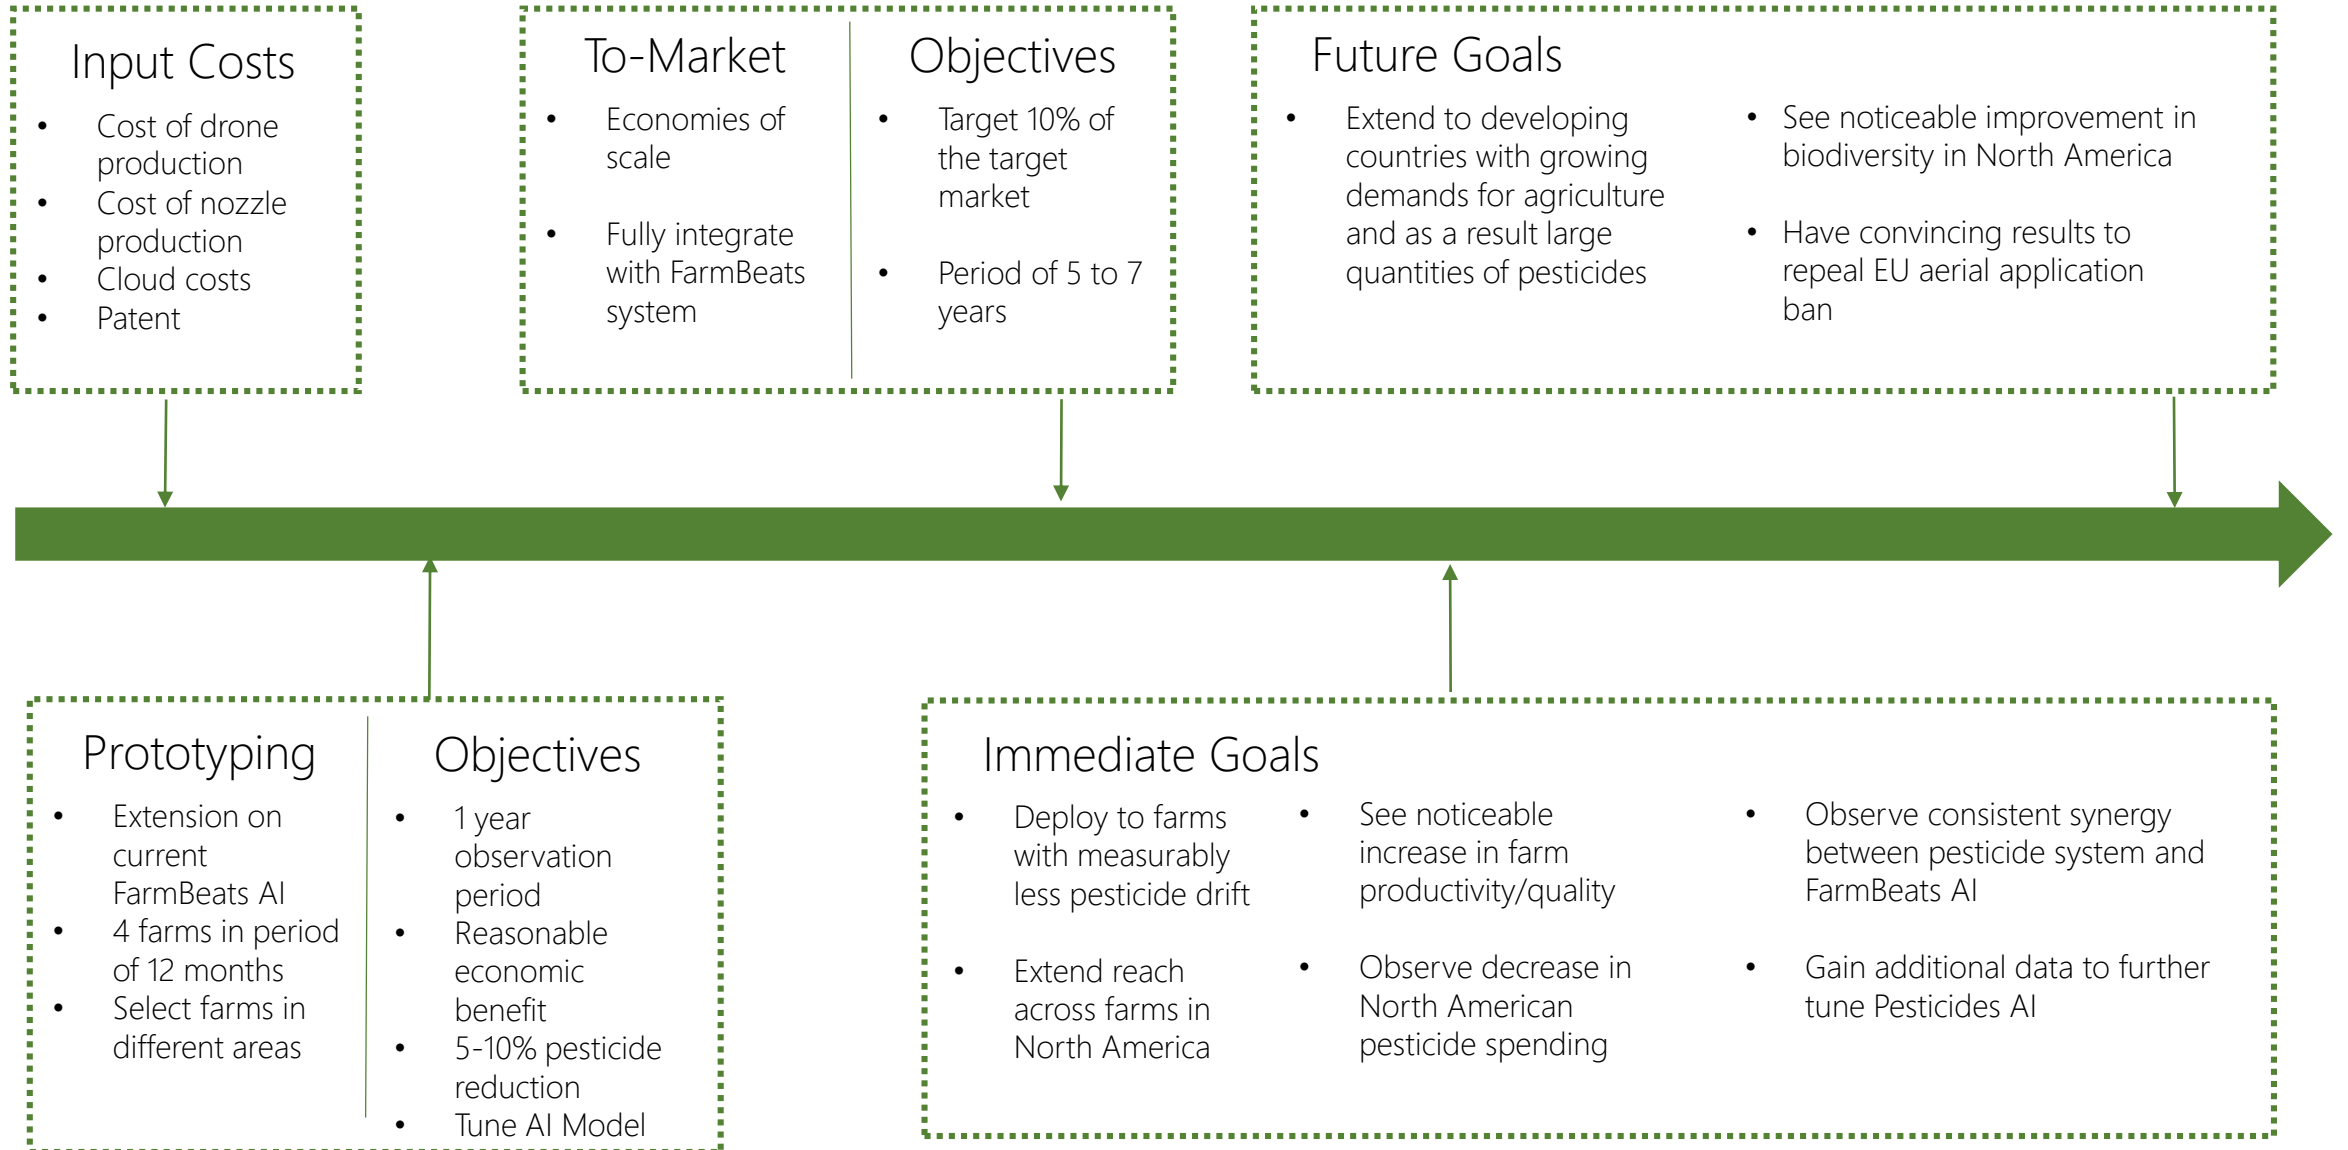 Input Costs
• Cost of drone
production
• Cost of nozzle
production
• Cloud costs
• Patent
To-Market
• Economies of
scale
• Fully integrate
with FarmBeats
system
Objectives
• Target 10% of
the target
market
• Period of 5 to 7
years
Future Goals
• Extend to developing
countries with growing
demands for agriculture
and as a result large
quantities of pesticides
• See noticeable improvement in
biodiversity in North America
• Have convincing results to
repeal EU aerial application
ban
Prototyping
• Extension on
current
FarmBeats AI
• 4 farms in period
of 12 months
• Select farms in
different areas
Objectives
• 1 year
observation
period
• Reasonable
economic
benefit
• 5-10% pesticide
reduction
• Tune AI Model
Immediate Goals
• Deploy to farms
with measurably
less pesticide drift
• Extend reach
across farms in
North America
• See noticeable
increase in farm
productivity/quality
• Observe decrease in
North American
pesticide spending
• Observe consistent synergy
between pesticide system and
FarmBeats AI
• Gain additional data to further
tune Pesticides AI